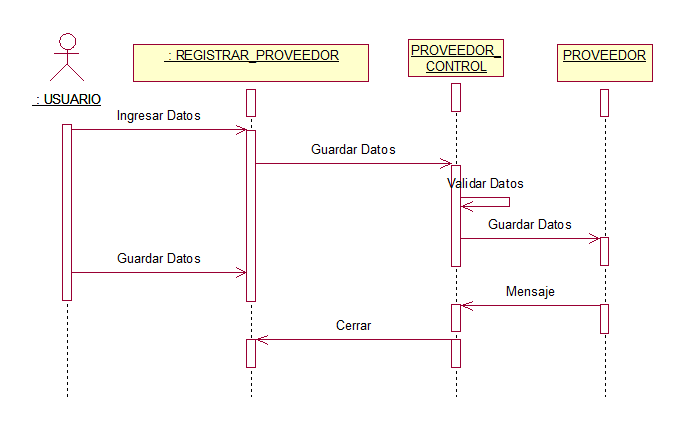 : USUARIO
: REGISTRAR_PROVEEDOR
PROVEEDOR_
CONTROL
PROVEEDOR
Ingresar Datos
Guardar Datos
Validar Datos
Guardar Datos
Guardar Datos
Mensaje
Cerrar